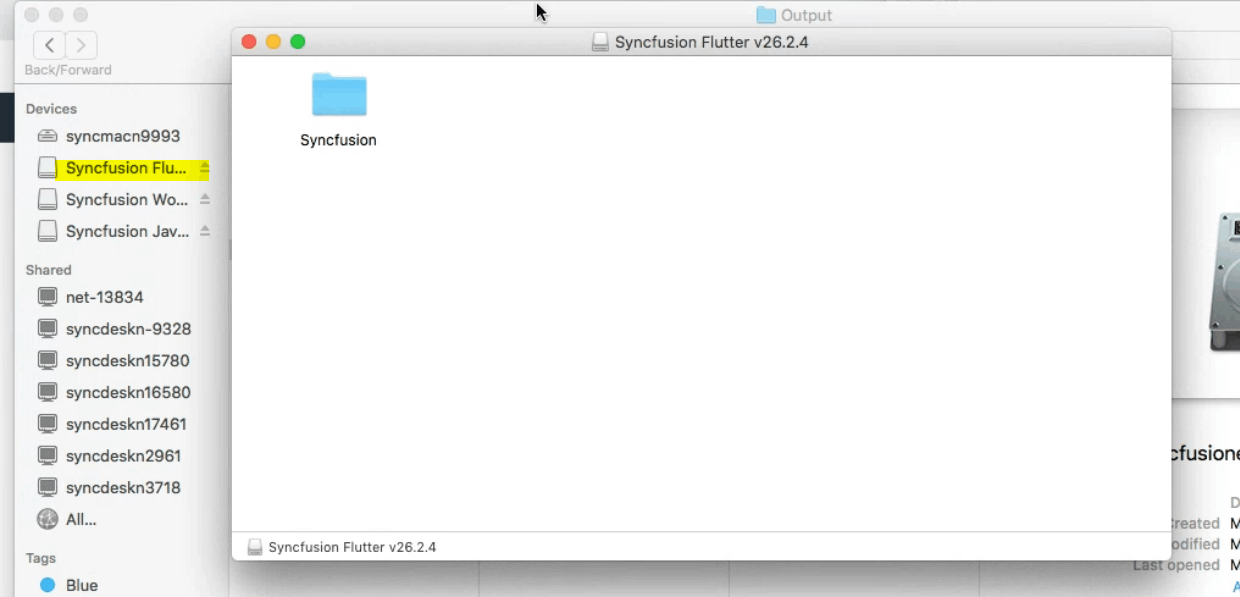 Output
Back/Forward
Syncfusion Flutter v26.2.4
Syncfusion
Devices
syncmacn9993
Syncfusion Flu...
Syncfusion Wo...
Syncfusion Jav...
Shared
net-13834
syncdeskn-9328
syncdeskn15780
syncdeskn16580
syncdeskn17461
syncdeskn2961
syncdeskn3718
All...
Tags
Blue
Syncfusion Flutter v26.2.4
cfusione
D
Created M
odified M
Last opened M
A